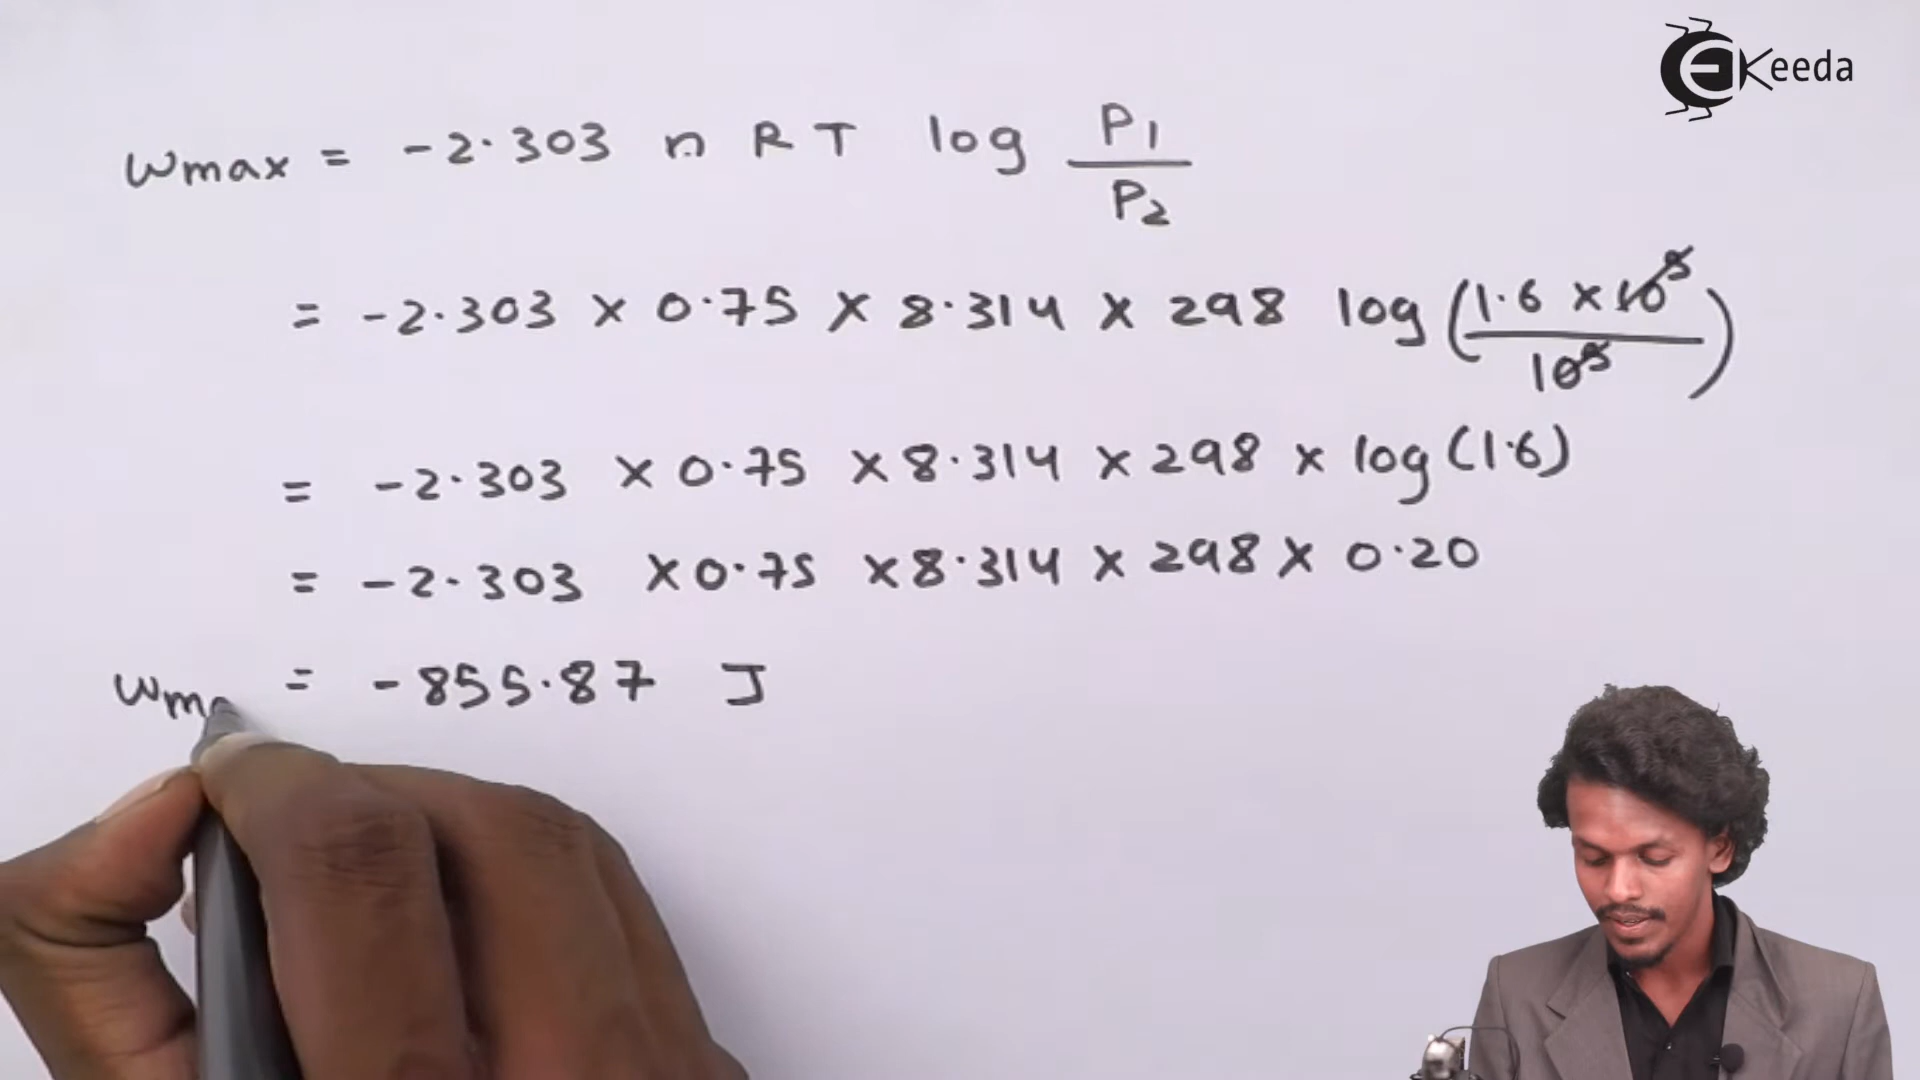 EKeeda
Wmax = -2.303 n R T log P1/P2
= -2.303 × 0.75 × 8.314 × 298 log (1.6 × 10⁵ / 10⁵)
= -2.303 × 0.75 × 8.314 × 298 × log (1.6)
= -2.303 × 0.75 × 8.314 × 298 × 0.20
Wma = -855.87 J